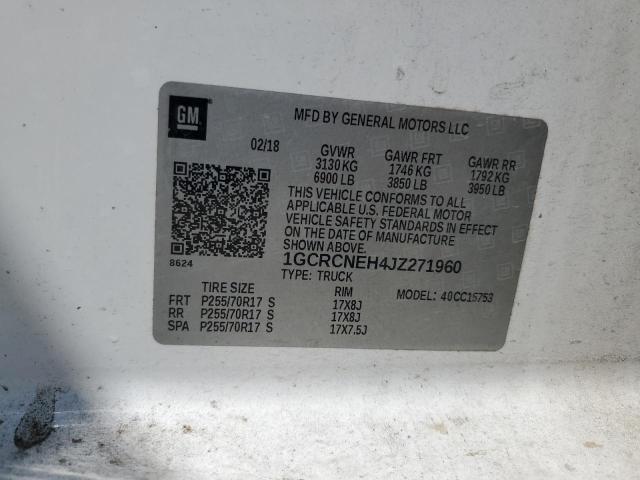 GM
MFD BY GENERAL MOTORS LLC
02/18 GVWR GAWR FRT GAWR RR
3130 KG 1746 KG 1792 KG
6900 LB 3850 LB 3950 LB
THIS VEHICLE CONFORMS TO ALL
APPLICABLE U.S. FEDERAL MOTOR
VEHICLE SAFETY STANDARDS IN EFFECT
ON THE DATE OF MANUFACTURE
SHOWN ABOVE.
8624
1GCRCNEH4JZ271960
TYPE: TRUCK
TIRE SIZE RIM MODEL: 40CC15753
FRT P255/70R17 S 17X8J
RR P255/70R17 S 17X8J
SPA P255/70R17 S 17X7.5J